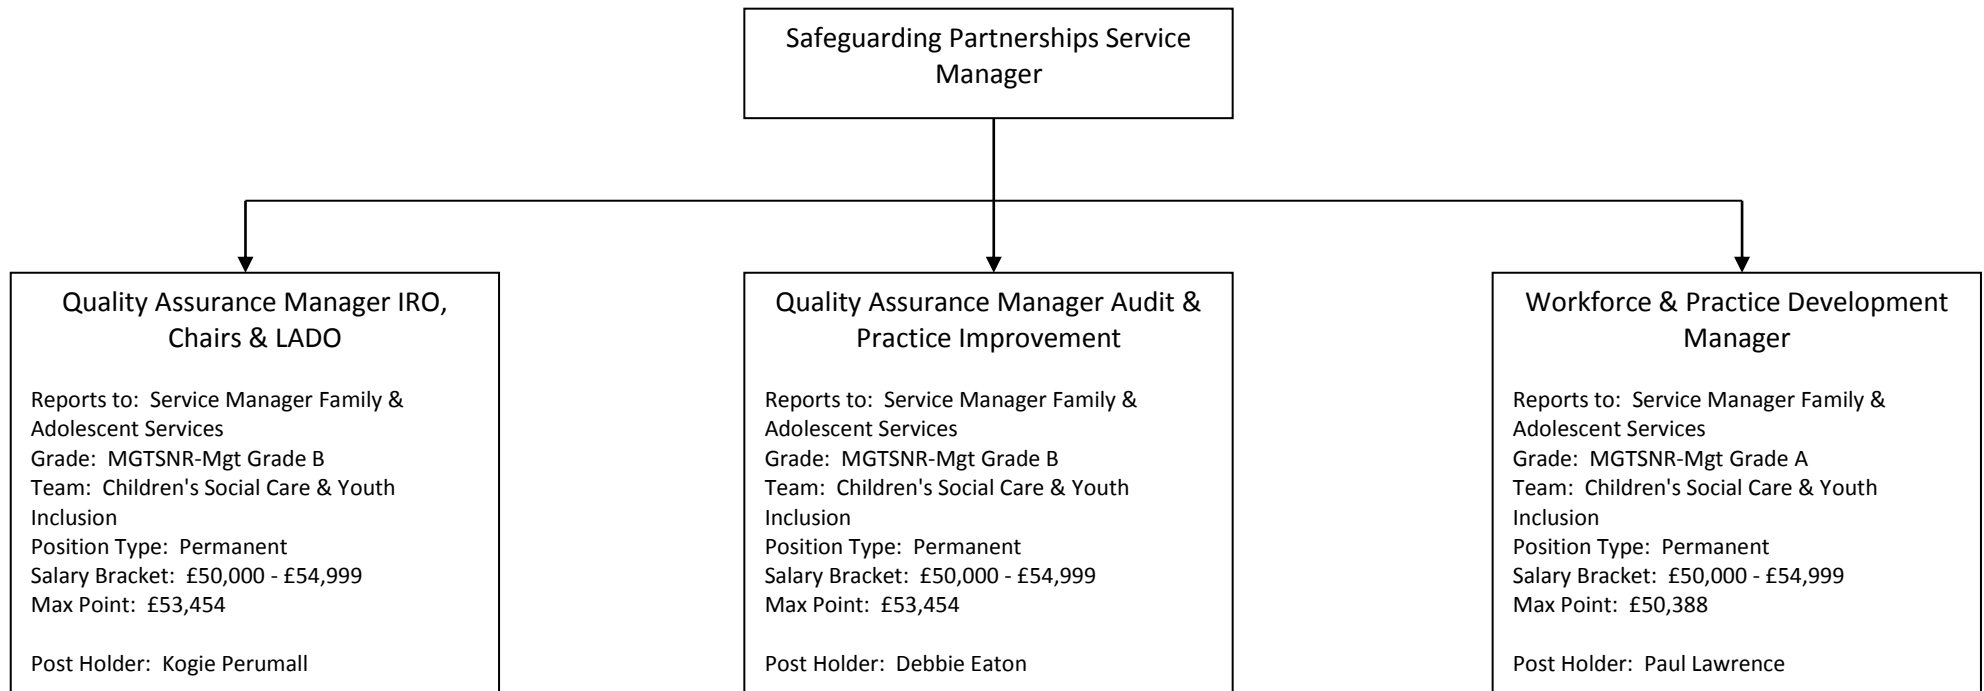 Safeguarding Partnerships Service
Manager
Quality Assurance Manager IRO,
Chairs & LADO
Reports to:  Service Manager Family &
Adolescent Services
Grade:  MGTSNR-Mgt Grade B
Team:  Children's Social Care & Youth
Inclusion
Position Type:  Permanent
Salary Bracket:  £50,000 - £54,999
Max Point:  £53,454
Post Holder:  Kogie Perumall
Quality Assurance Manager Audit &
Practice Improvement
Reports to:  Service Manager Family &
Adolescent Services
Grade:  MGTSNR-Mgt Grade B
Team:  Children's Social Care & Youth
Inclusion
Position Type:  Permanent
Salary Bracket:  £50,000 - £54,999
Max Point:  £53,454
Post Holder:  Debbie Eaton
Workforce & Practice Development
Manager
Reports to:  Service Manager Family &
Adolescent Services
Grade:  MGTSNR-Mgt Grade A
Team:  Children's Social Care & Youth
Inclusion
Position Type:  Permanent
Salary Bracket:  £50,000 - £54,999
Max Point:  £50,388
Post Holder:  Paul Lawrence